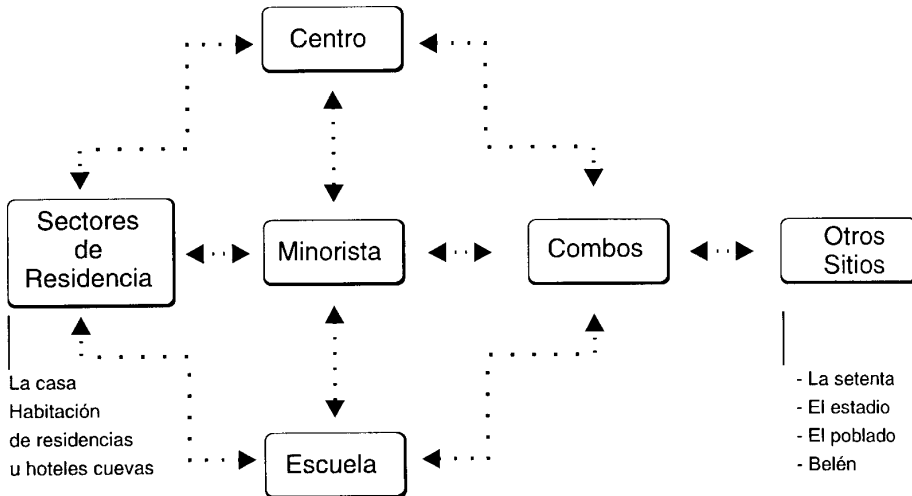 Centro
Sectores
de
Residencia
Minorista
Combos
Otros
Sitios
La casa
Habitación
de residencias
u hoteles cuevas
- La setenta
- El estadio
- El poblado
- Belén
Escuela